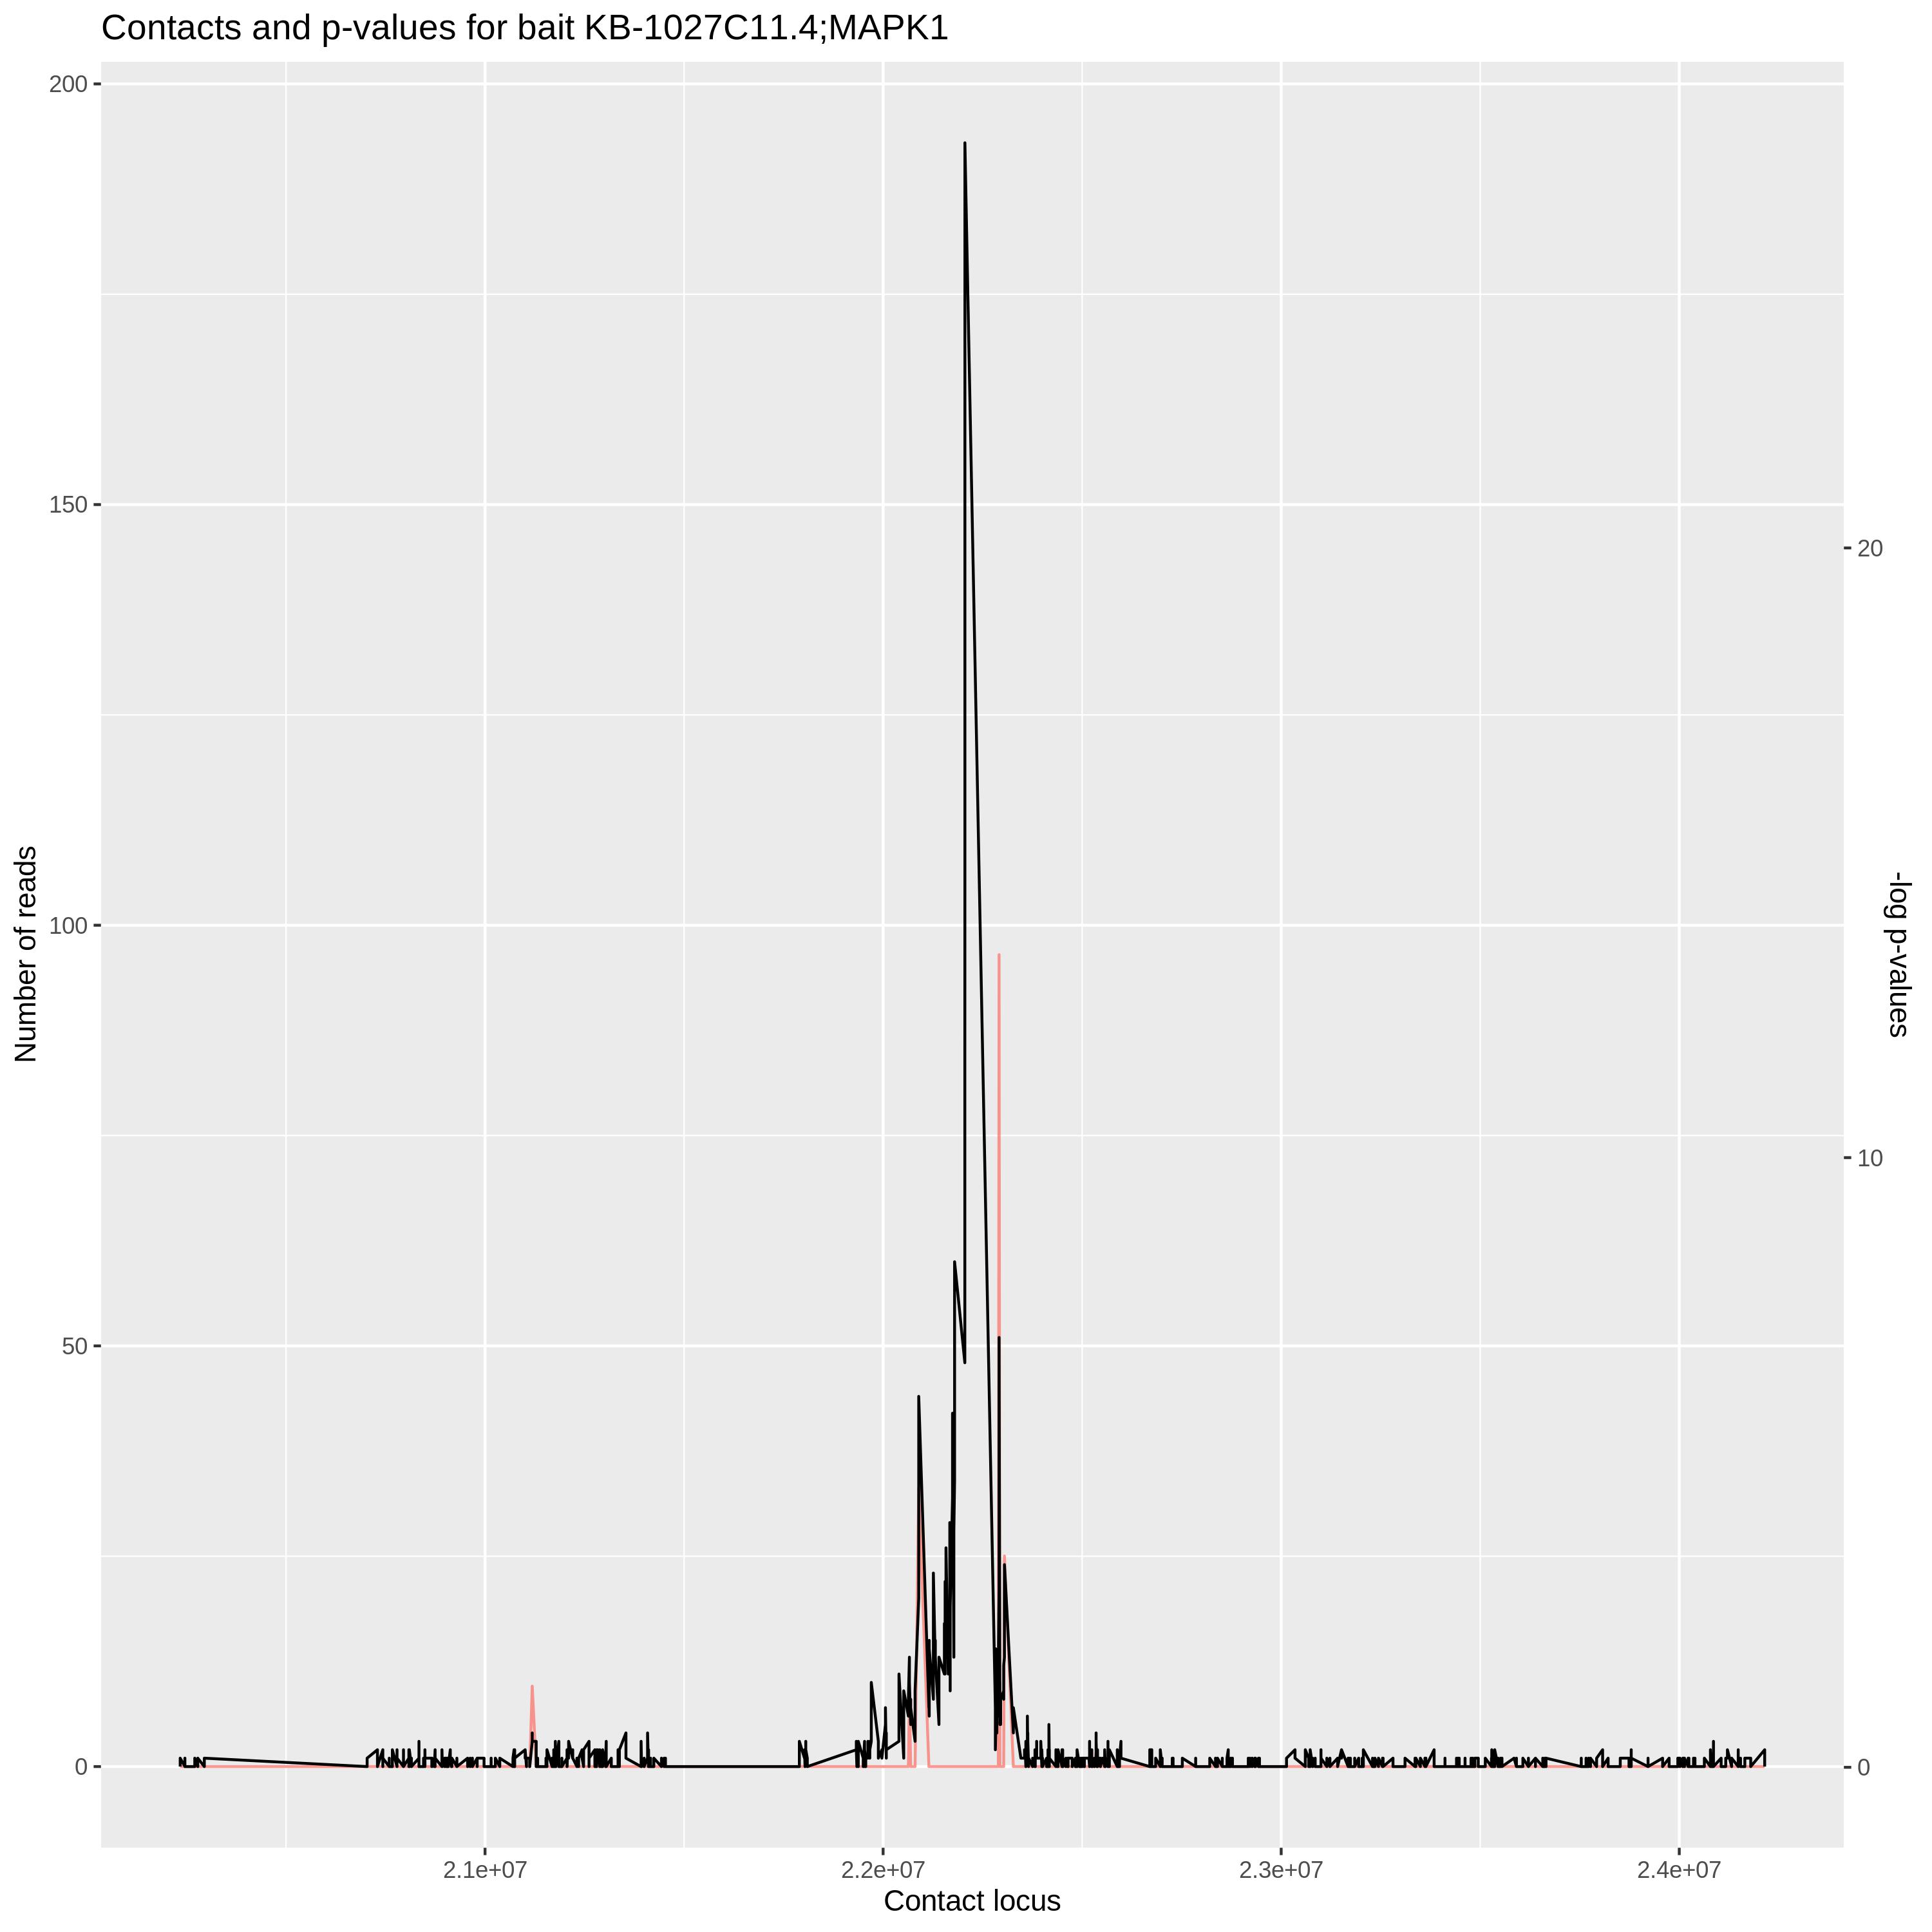 Contacts and p-values for bait KB-1027C11.4;MAPK1
200
150
100
50
0
Number of reads
20
10
0
-log p-values
2.1e+07
2.2e+07
2.3e+07
2.4e+07
Contact locus